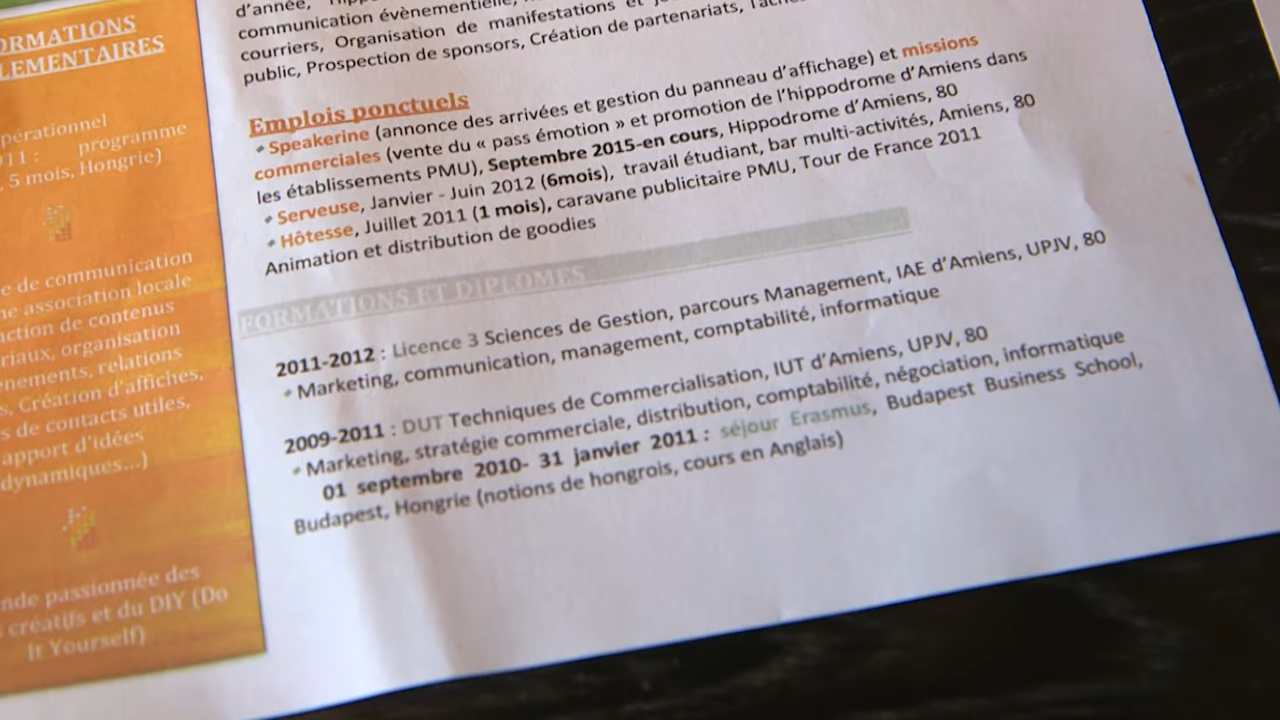 ORMATIONS
LEMENTAIRES
pérationnel
011 : programme
, 5 mois, Hongrie)
e de communication
ne association locale
action de contenus
riaux, organisation
nements, relations
s, Création d'affiches,
s de contacts utiles,
apport d'idées
dynamiques...)
nde passionnée des
créatifs et du DIY (Do
It Yourself)
d'année,
communication évènementielle,
courriers, Organisation de manifestations et
public, Prospection de sponsors, Création de partenariats,
Emplois ponctuels
• Speakerine (annonce des arrivées et gestion du panneau d'affichage) et missions
commerciales (vente du « pass émotion » et promotion de l'hippodrome d'Amiens dans
les établissements PMU), Septembre 2015-en cours, Hippodrome d'Amiens, 80
• Serveuse, Janvier - Juin 2012 (6mois), travail étudiant, bar multi-activités, Amiens, 80
• Hôtesse, Juillet 2011 (1 mois), caravane publicitaire PMU, Tour de France 2011
Animation et distribution de goodies
FORMATIONS ET DIPLOMES
2011-2012 : Licence 3 Sciences de Gestion, parcours Management, IAE d'Amiens, UPJV, 80
• Marketing, communication, management, comptabilité, informatique
2009-2011 : DUT Techniques de Commercialisation, IUT d'Amiens, UPJV, 80
• Marketing, stratégie commerciale, distribution, comptabilité, négociation, informatique
01 septembre 2010- 31 janvier 2011 : séjour Erasmus, Budapest Business School,
Budapest, Hongrie (notions de hongrois, cours en Anglais)